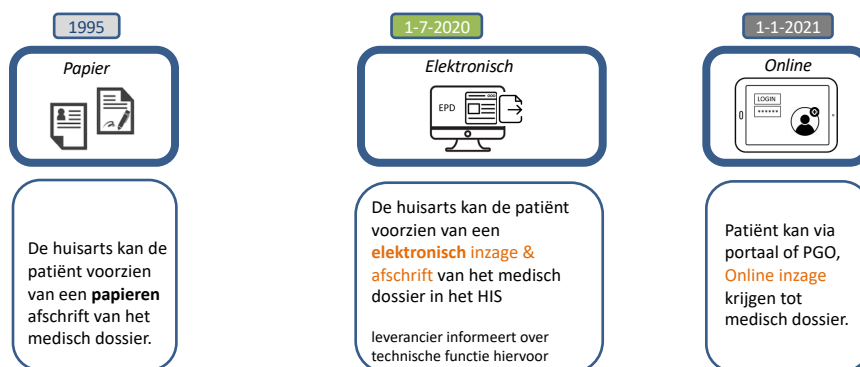 1995
Papier
De huisarts kan de
patiënt voorzien
van een papieren
afschrift van het
medisch dossier.
1-7-2020
Elektronisch
EPD
De huisarts kan de patiënt
voorzien van een
elektronisch inzage &
afschrift van het medisch
dossier in het HIS
leverancier informeert over
technische functie hiervoor
1-1-2021
Online
LOGIN
******
Patiënt kan via
portaal of PGO,
Online inzage
krijgen tot
medisch dossier.